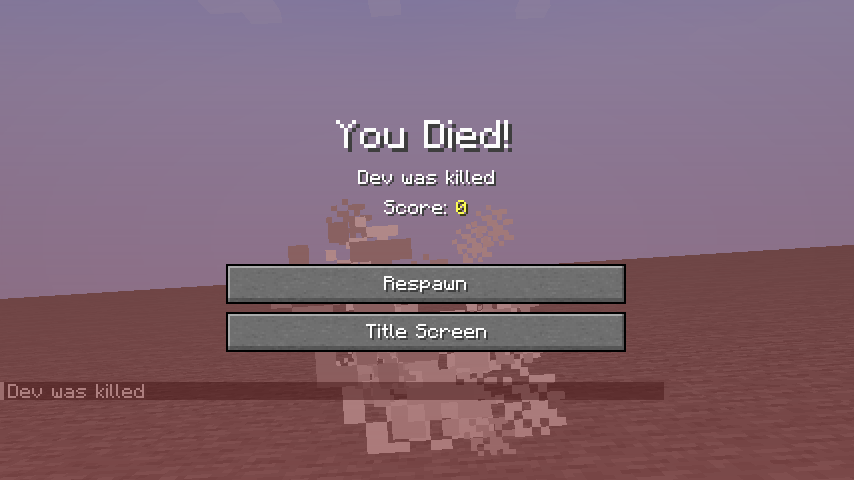 You Died!
Dev was killed
Score: 0
Respawn
Title Screen
Dev was killed